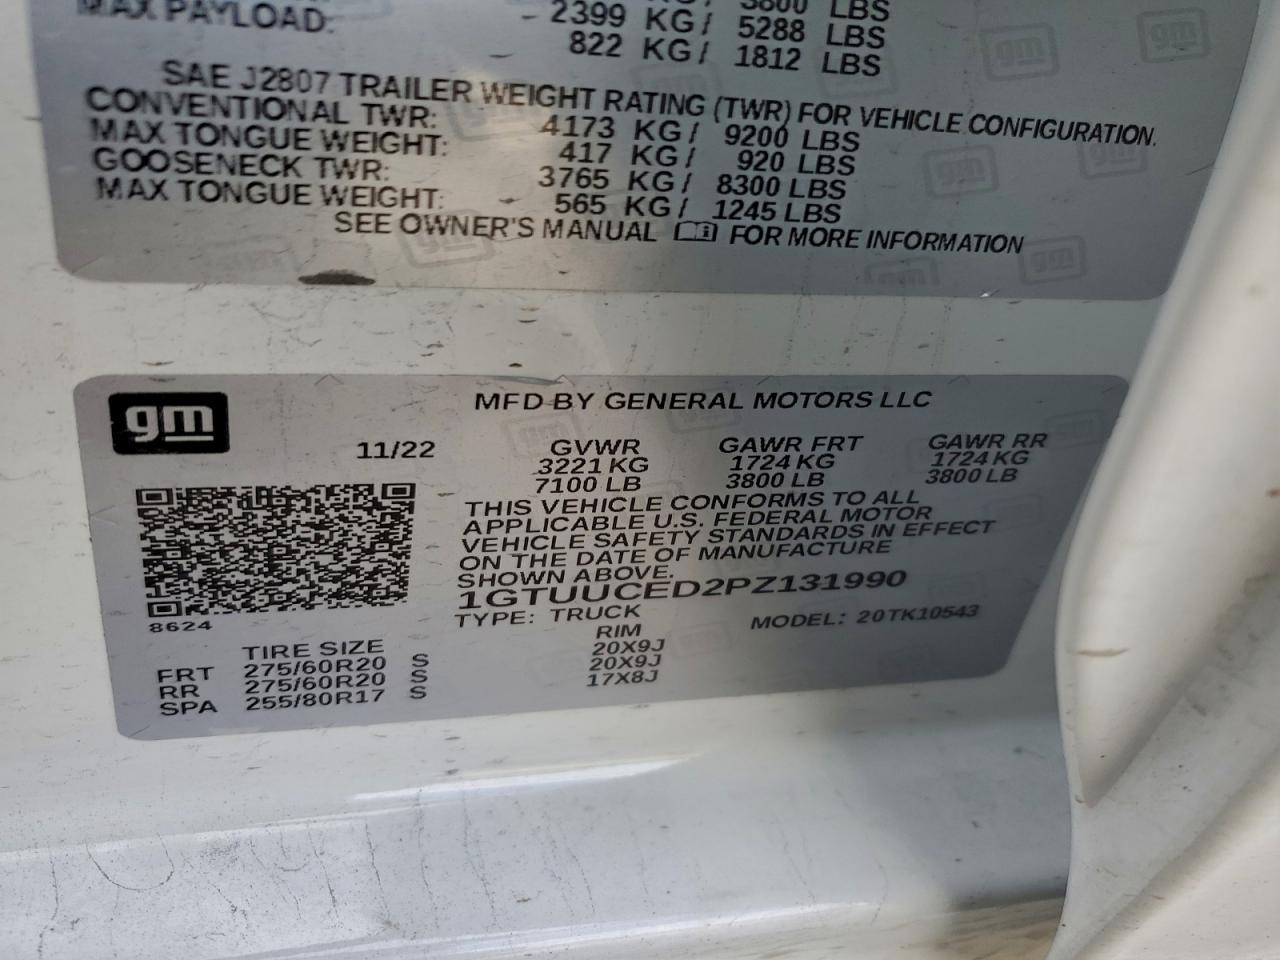 3800 LBS
2399 KG/ 5288 LBS
MAX PAYLOAD: 822 KG/ 1812 LBS
SAE J2807 TRAILER WEIGHT RATING (TWR) FOR VEHICLE CONFIGURATION.
CONVENTIONAL TWR: 4173 KG/ 9200 LBS
MAX TONGUE WEIGHT: 417 KG/ 920 LBS
GOOSENECK TWR: 3765 KG/ 8300 LBS
MAX TONGUE WEIGHT: 565 KG/ 1245 LBS
SEE OWNER'S MANUAL FOR MORE INFORMATION
gm
MFD BY GENERAL MOTORS LLC
11/22 GVWR GAWR FRT GAWR RR
3221 KG 1724 KG 1724 KG
7100 LB 3800 LB 3800 LB
THIS VEHICLE CONFORMS TO ALL
APPLICABLE U.S. FEDERAL MOTOR
VEHICLE SAFETY STANDARDS IN EFFECT
ON THE DATE OF MANUFACTURE
SHOWN ABOVE.
1GTUUCED2PZ131990
TYPE: TRUCK MODEL: 20TK10543
8624
TIRE SIZE RIM
FRT 275/60R20 S 20X9J
RR 275/60R20 S 20X9J
SPA 255/80R17 S 17X8J